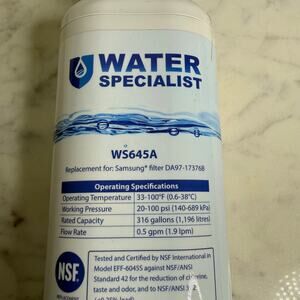 WATER
SPECIALIST
WS645A
Replacement for: Samsung* filter DA97-17376B
Operating Specifications
Operating Temperature 33-100°F (0.6-38°C)
Working Pressure 20-100 psi (140-689 kPa)
Rated Capacity 316 gallons (1,196 liters)
Flow Rate 0.5 gpm (1.9 lpm)
NSF
Tested and Certified by NSF International in
Model EFF-6045S against NSF/ANSI
Standard 42 for the reduction of chlorine,
taste and odor, and to NSF/ANSI 372